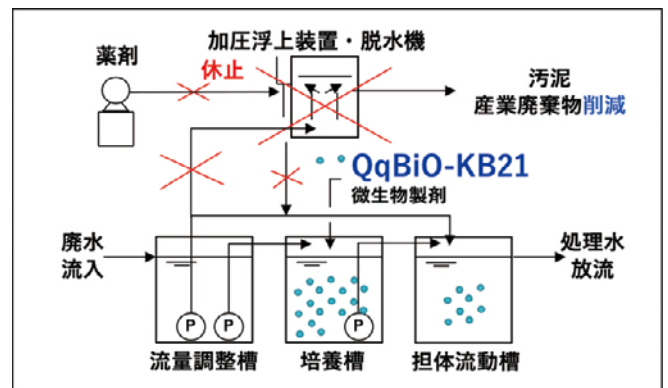 加圧浮上装置・脱水機
薬剤
休止
汚泥
産業廃棄物削減
QqBiO-KB21
微生物製剤
廃水
流入
処理水
放流
P
P
P
流量調整槽
培養槽
担体流動槽